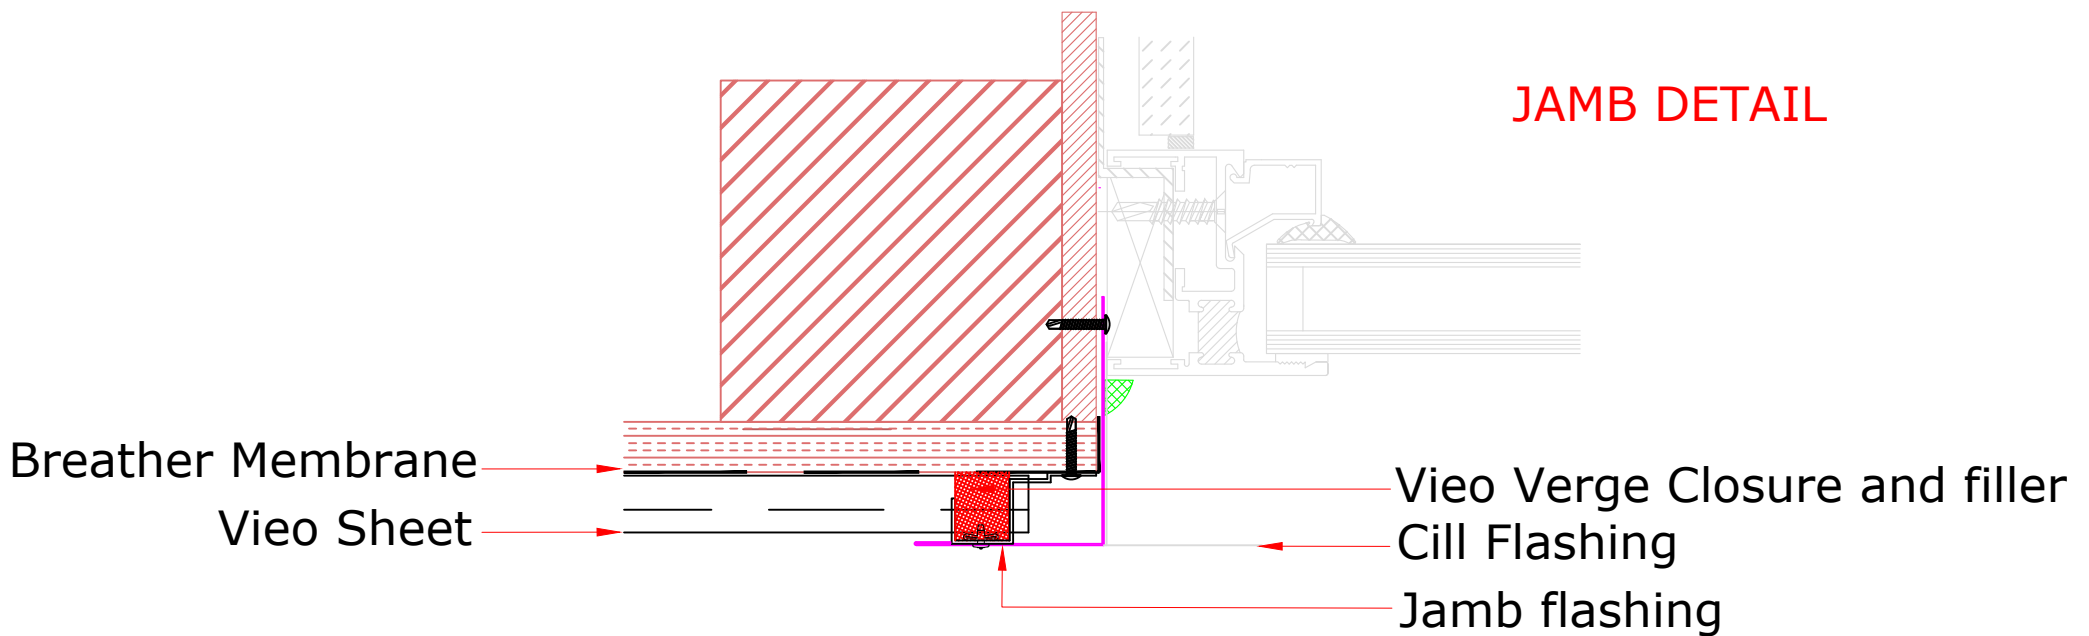 JAMB DETAIL
Breather Membrane
Vieo Sheet
Vieo Verge Closure and filler
Cill Flashing
Jamb flashing